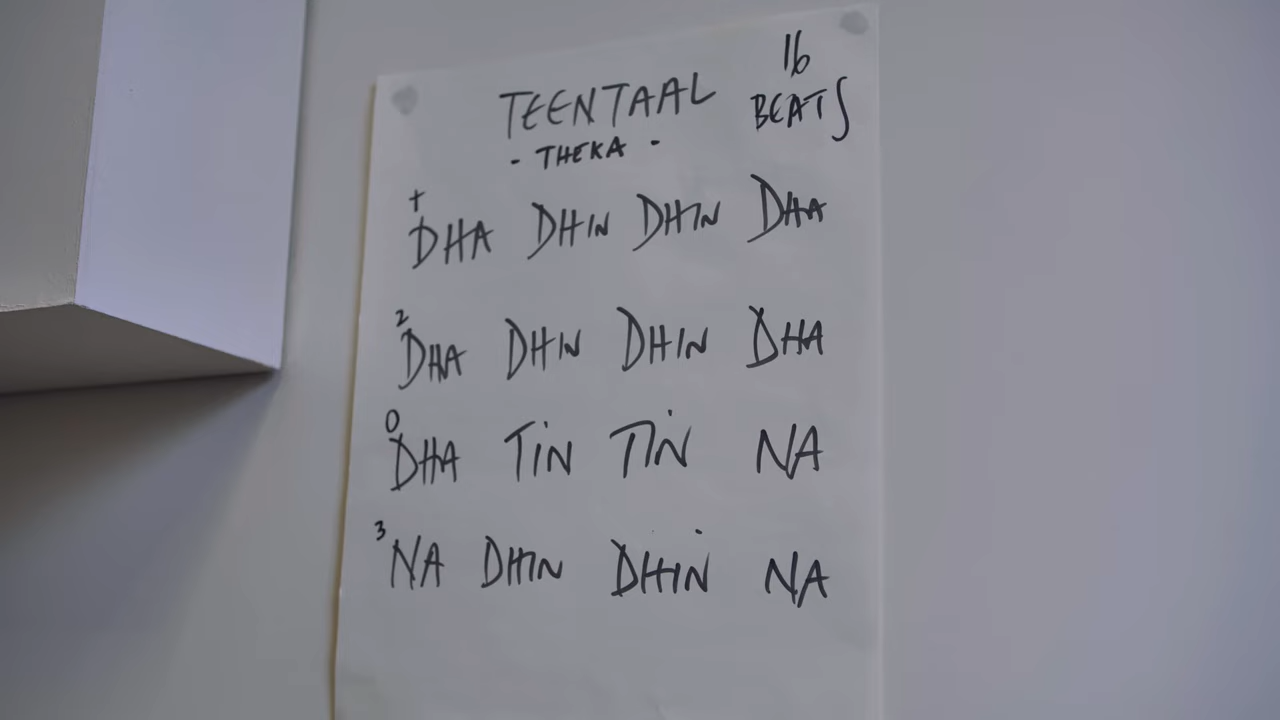 TEENTAAL
- THEKA -
16
BEATS
+
DHA DHIN DHIN DHA
2
DHA DHIN DHIN DHA
0
DHA TIN TIN NA
3
NA DHIN DHIN NA